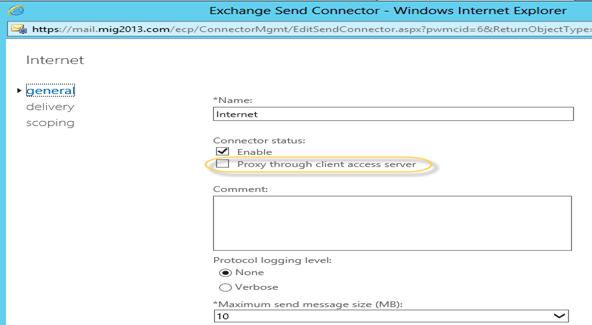 Exchange Send Connector - Windows Internet Explorer
https://mail.mig2013.com/ecp/ConnectorMgmt/EditSendConnector.aspx?pwmcid=6&ReturnObjectType=
Internet
general
delivery
scoping
*Name:
Internet
Connector status:
Enable
Proxy through client access server
Comment:
Protocol logging level:
None
Verbose
*Maximum send message size (MB):
10